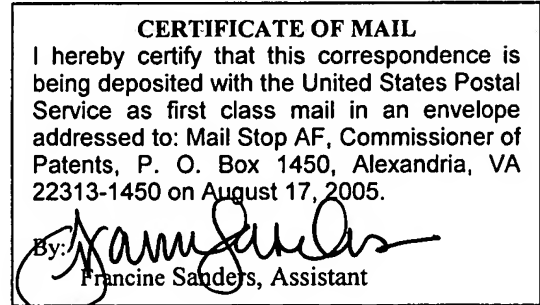 CERTIFICATE OF MAIL
I hereby certify that this correspondence is
being deposited with the United States Postal
Service as first class mail in an envelope
addressed to: Mail Stop AF, Commissioner of
Patents, P. O. Box 1450, Alexandria, VA
22313-1450 on August 17, 2005.
By:
Francine Sanders, Assistant